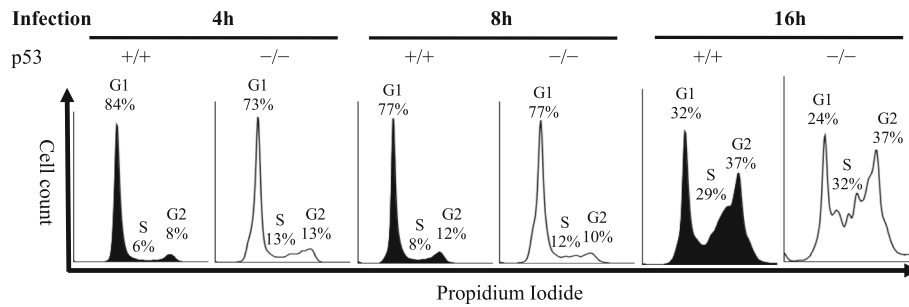 Infection 4h 8h 16h
p53 +/+ −/− +/+ −/− +/+ −/−
G1 84% S 6% G2 8%
G1 73% S 13% G2 13%
G1 77% S 8% G2 12%
G1 77% S 12% G2 10%
G1 32% S 29% G2 37%
G1 24% S 32% G2 37%
Cell count
Propidium Iodide